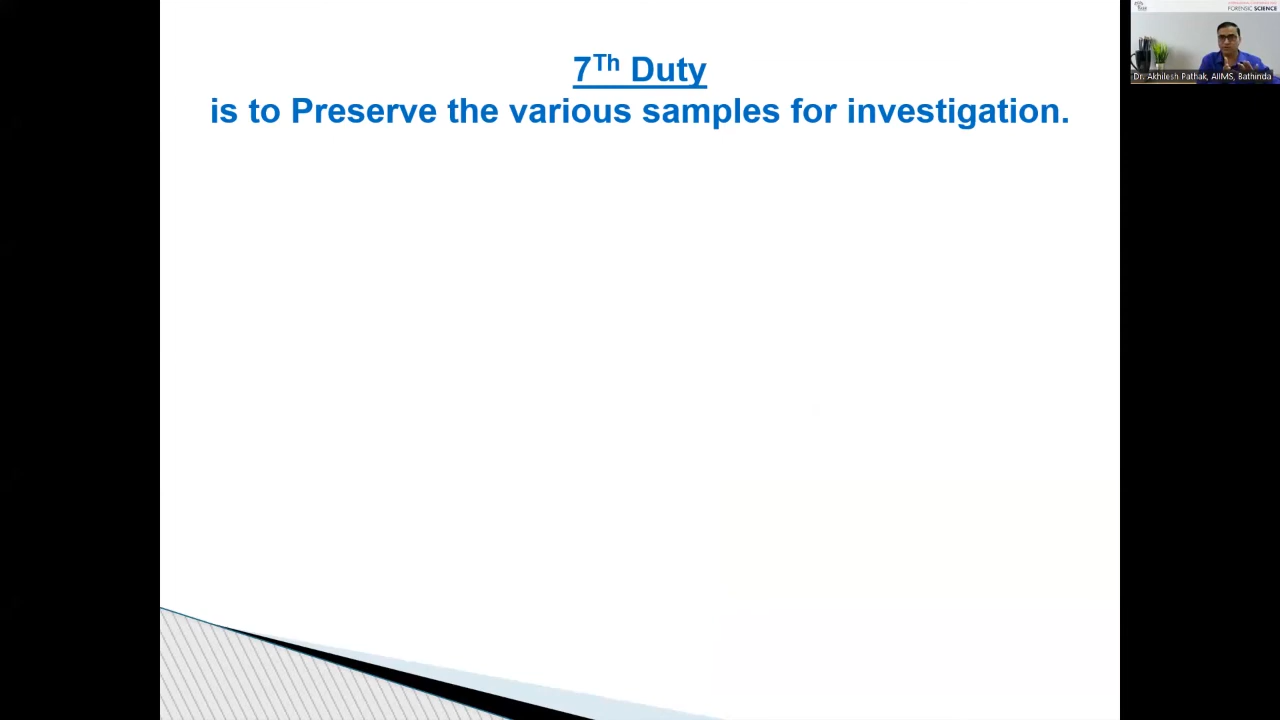 7Th Duty
is to Preserve the various samples for investigation.
FORENSIC SCIENCE
Dr. Akhilesh Pathak, AIIMS, Bathinda